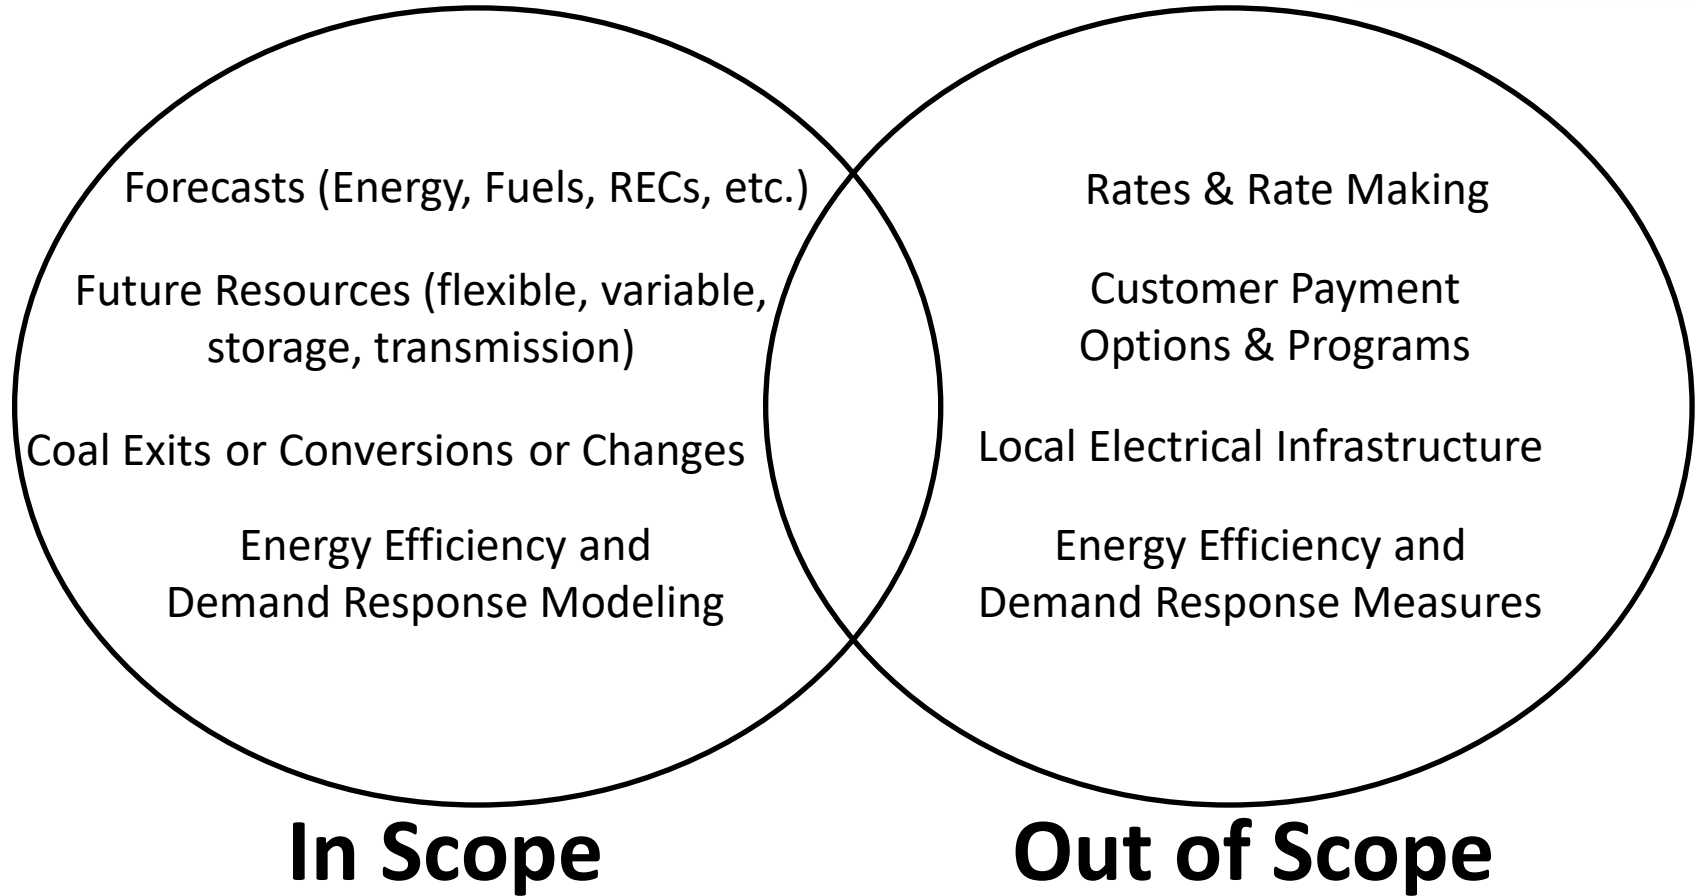 Forecasts (Energy, Fuels, RECs, etc.)
Future Resources (flexible, variable,
storage, transmission)
Coal Exits or Conversions or Changes
Energy Efficiency and
Demand Response Modeling
In Scope
Rates & Rate Making
Customer Payment
Options & Programs
Local Electrical Infrastructure
Energy Efficiency and
Demand Response Measures
Out of Scope